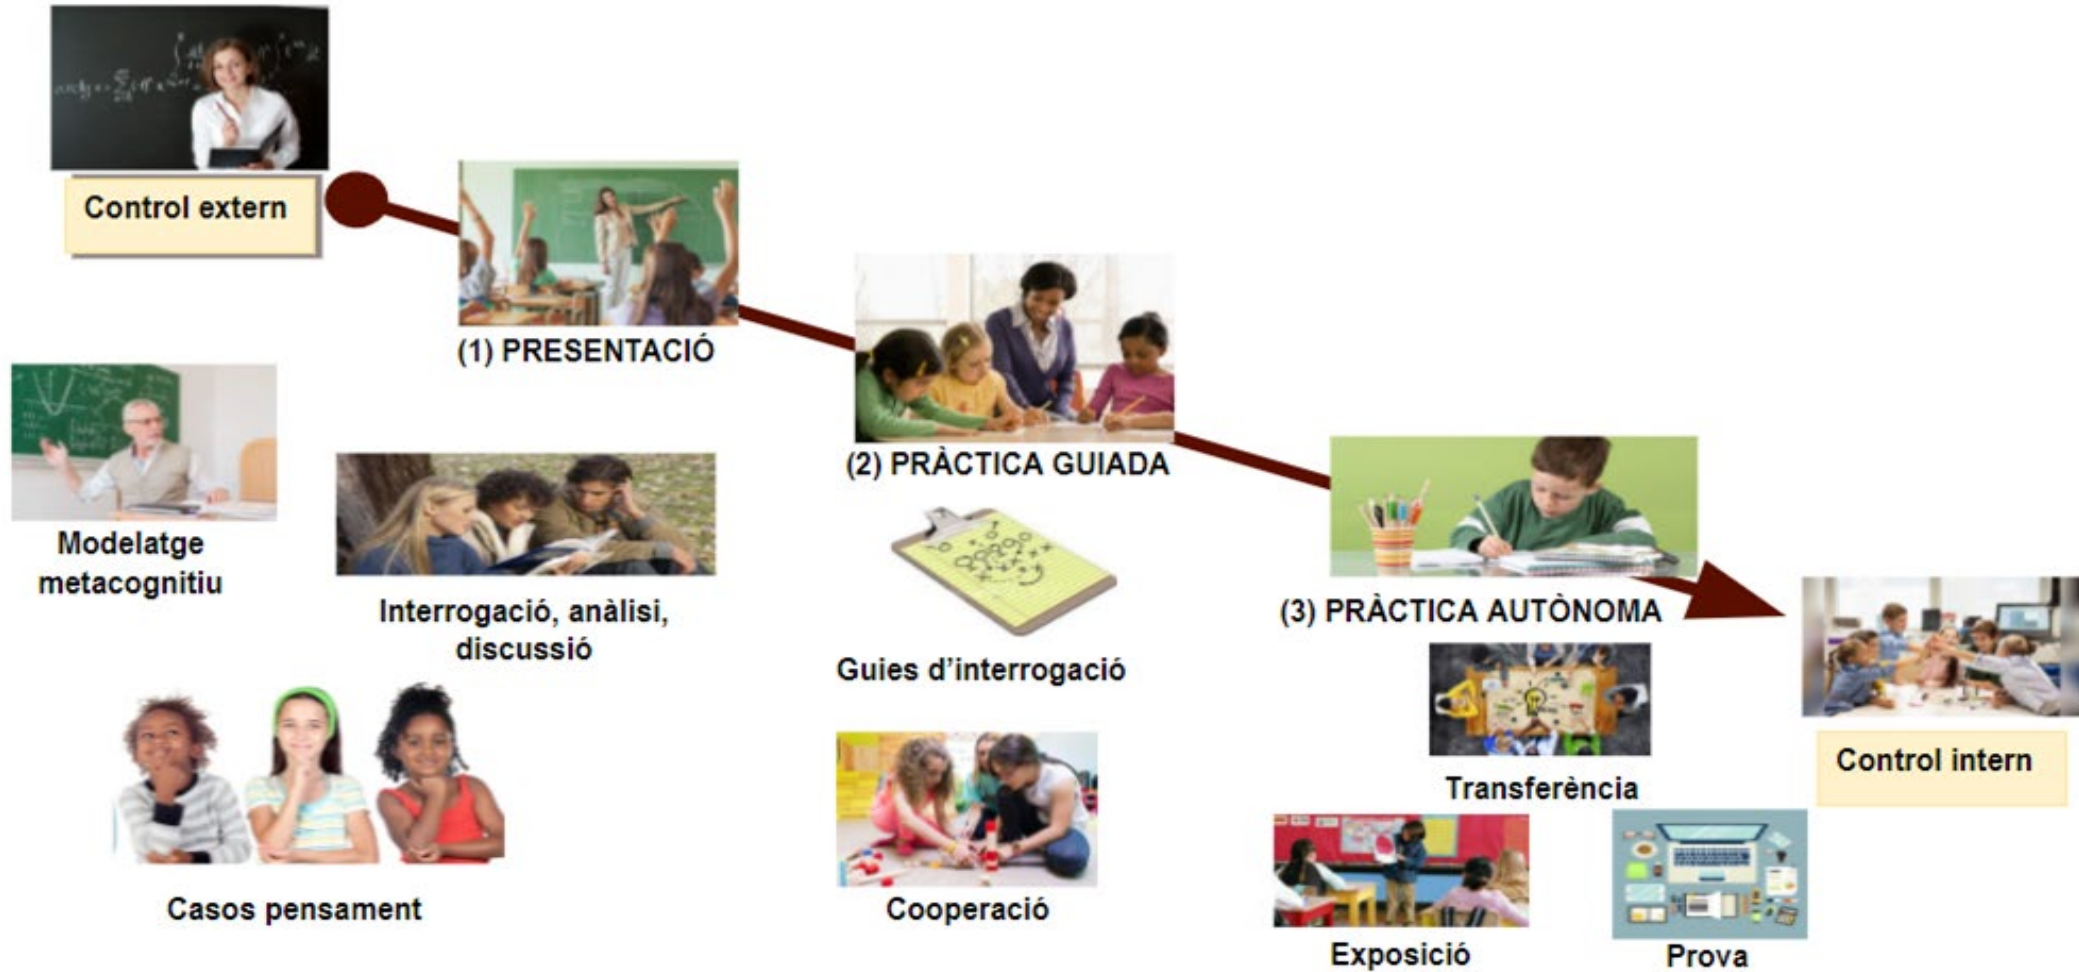 Control extern
(1) PRESENTACIÓ
(2) PRÀCTICA GUIADA
(3) PRÀCTICA AUTÒNOMA
Control intern
Modelatge
metacognitiu
Interrogació, anàlisi,
discussió
Casos pensament
Guies d'interrogació
Cooperació
Transferència
Exposició
Prova